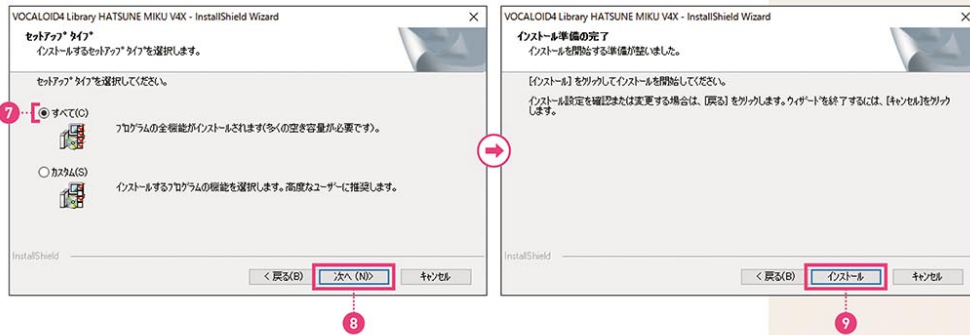 VOCALOID4 Library HATSUNE MIKU V4X - InstallShield Wizard
セットアップ タイプ
インストールするセットアップ タイプを選択します。
セットアップ タイプを選択してください。
7
すべて(C)
プログラムの全機能がインストールされます(多くの空き容量が必要です)。
カスタム(S)
インストールするプログラムの機能を選択します。高度なユーザーに推奨します。
InstallShield
< 戻る(B)
次へ (N)>
キャンセル
8
VOCALOID4 Library HATSUNE MIKU V4X - InstallShield Wizard
インストール準備の完了
インストールを開始する準備が整いました。
[インストール] をクリックしてインストールを開始してください。
インストール設定を確認または変更する場合は、[戻る] をクリックします。ウィザードを終了するには、[キャンセル]をクリック
します。
InstallShield
< 戻る(B)
インストール
キャンセル
9